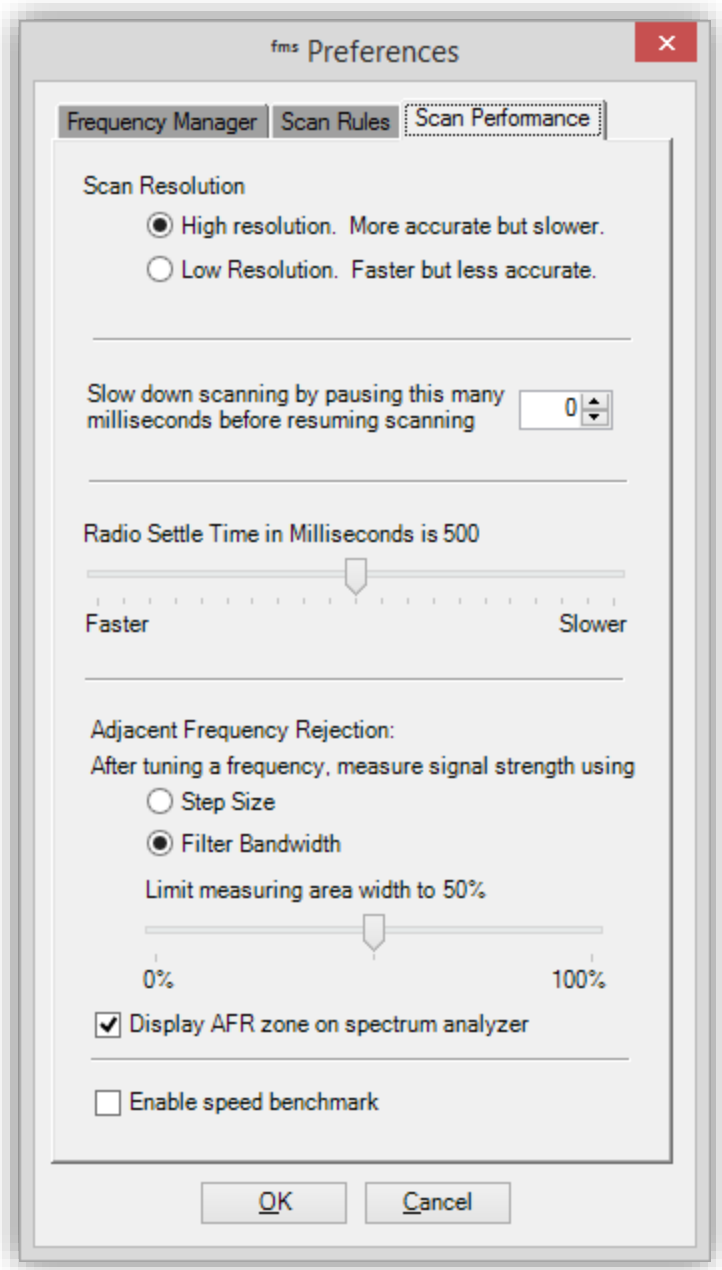 fms Preferences
Frequency Manager Scan Rules Scan Performance
Scan Resolution
High resolution.  More accurate but slower.
Low Resolution.  Faster but less accurate.
Slow down scanning by pausing this many
milliseconds before resuming scanning
0
Radio Settle Time in Milliseconds is 500
Faster Slower
Adjacent Frequency Rejection:
After tuning a frequency, measure signal strength using
Step Size
Filter Bandwidth
Limit measuring area width to 50%
0% 100%
Display AFR zone on spectrum analyzer
Enable speed benchmark
OK Cancel